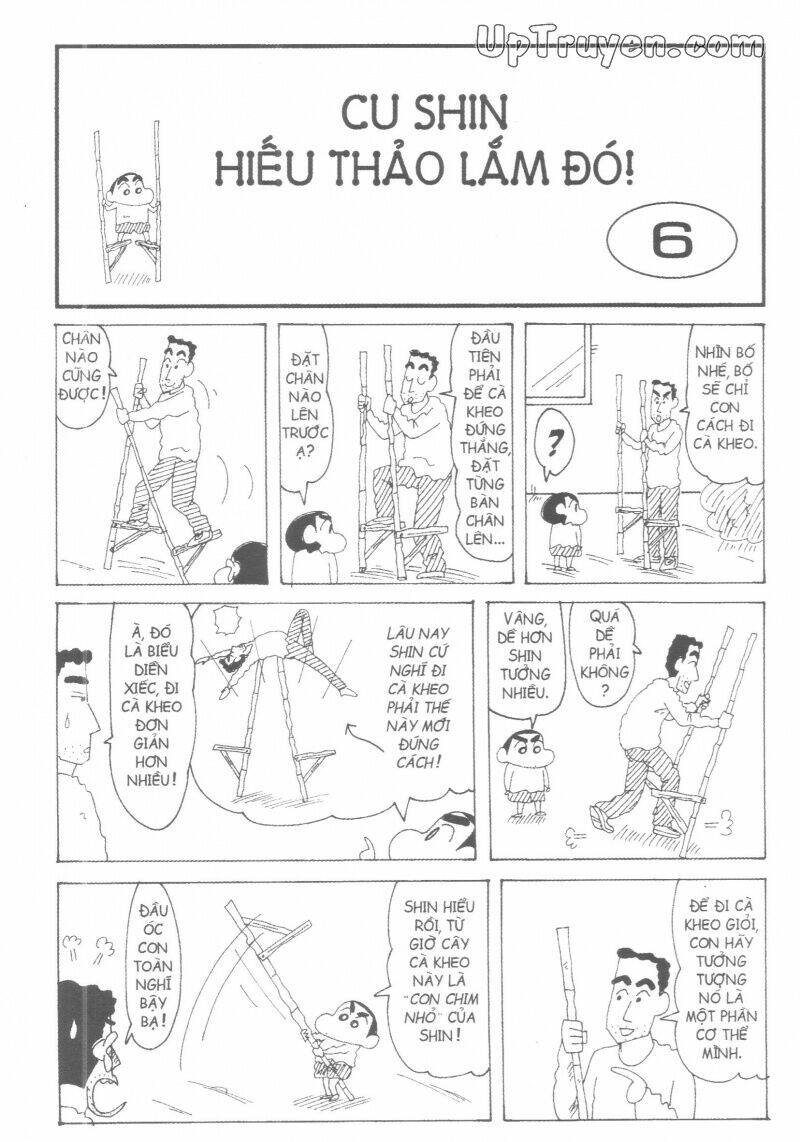 UpTruyen.com
CU SHIN
HIẾU THẢO LẮM ĐÓ!
6
NHÌN BỐ
NHÉ, BỐ
SẼ CHỈ
CON
CÁCH ĐI
CÀ KHEO.
?
ĐẦU
TIÊN
PHẢI
ĐỂ CÀ
KHEO
ĐỨNG
THẲNG,
ĐẶT
TỪNG
BÀN
CHÂN
LÊN...
ĐẶT
CHÂN
NÀO
LÊN
TRƯỚC
Ạ?
CHÂN
NÀO
CŨNG
ĐƯỢC!
QUÁ
DỄ
PHẢI
KHÔNG
?
VÂNG,
DỄ HƠN
SHIN
TƯỞNG
NHIỀU.
LÂU NAY
SHIN CỨ
NGHĨ ĐI
CÀ KHEO
PHẢI THẾ
NÀY MỚI
ĐÚNG
CÁCH!
À, ĐÓ
LÀ BIỂU
DIỄN
XIẾC, ĐI
CÀ KHEO
ĐƠN
GIẢN
HƠN
NHIỀU!
ĐỂ ĐI CÀ
KHEO GIỎI,
CON HÃY
TƯỞNG
TƯỢNG
NÓ LÀ
MỘT PHẦN
CƠ THỂ
MÌNH.
SHIN HIỂU
RỒI, TỪ
GIỜ CÂY
CÀ KHEO
NÀY LÀ
"CON CHIM
NHỎ" CỦA
SHIN!
ĐẦU
ÓC
CON
TOÀN
NGHĨ
BẬY
BẠ!